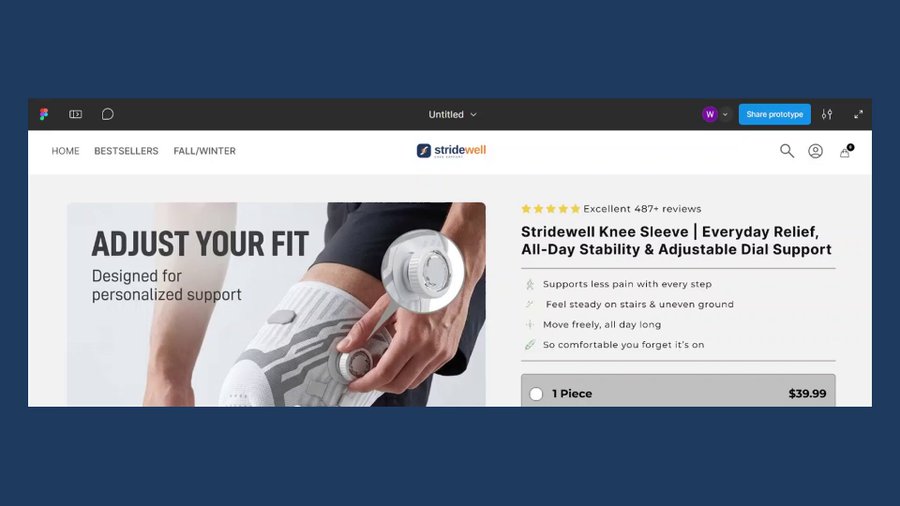 Untitled
W
Share prototype
HOME BESTSELLERS FALL/WINTER
stridewell
ADJUST YOUR FIT
Designed for
personalized support
Excellent 487+ reviews
Stridewell Knee Sleeve | Everyday Relief,
All-Day Stability & Adjustable Dial Support
Supports less pain with every step
Feel steady on stairs & uneven ground
Move freely, all day long
So comfortable you forget it's on
1 Piece $39.99